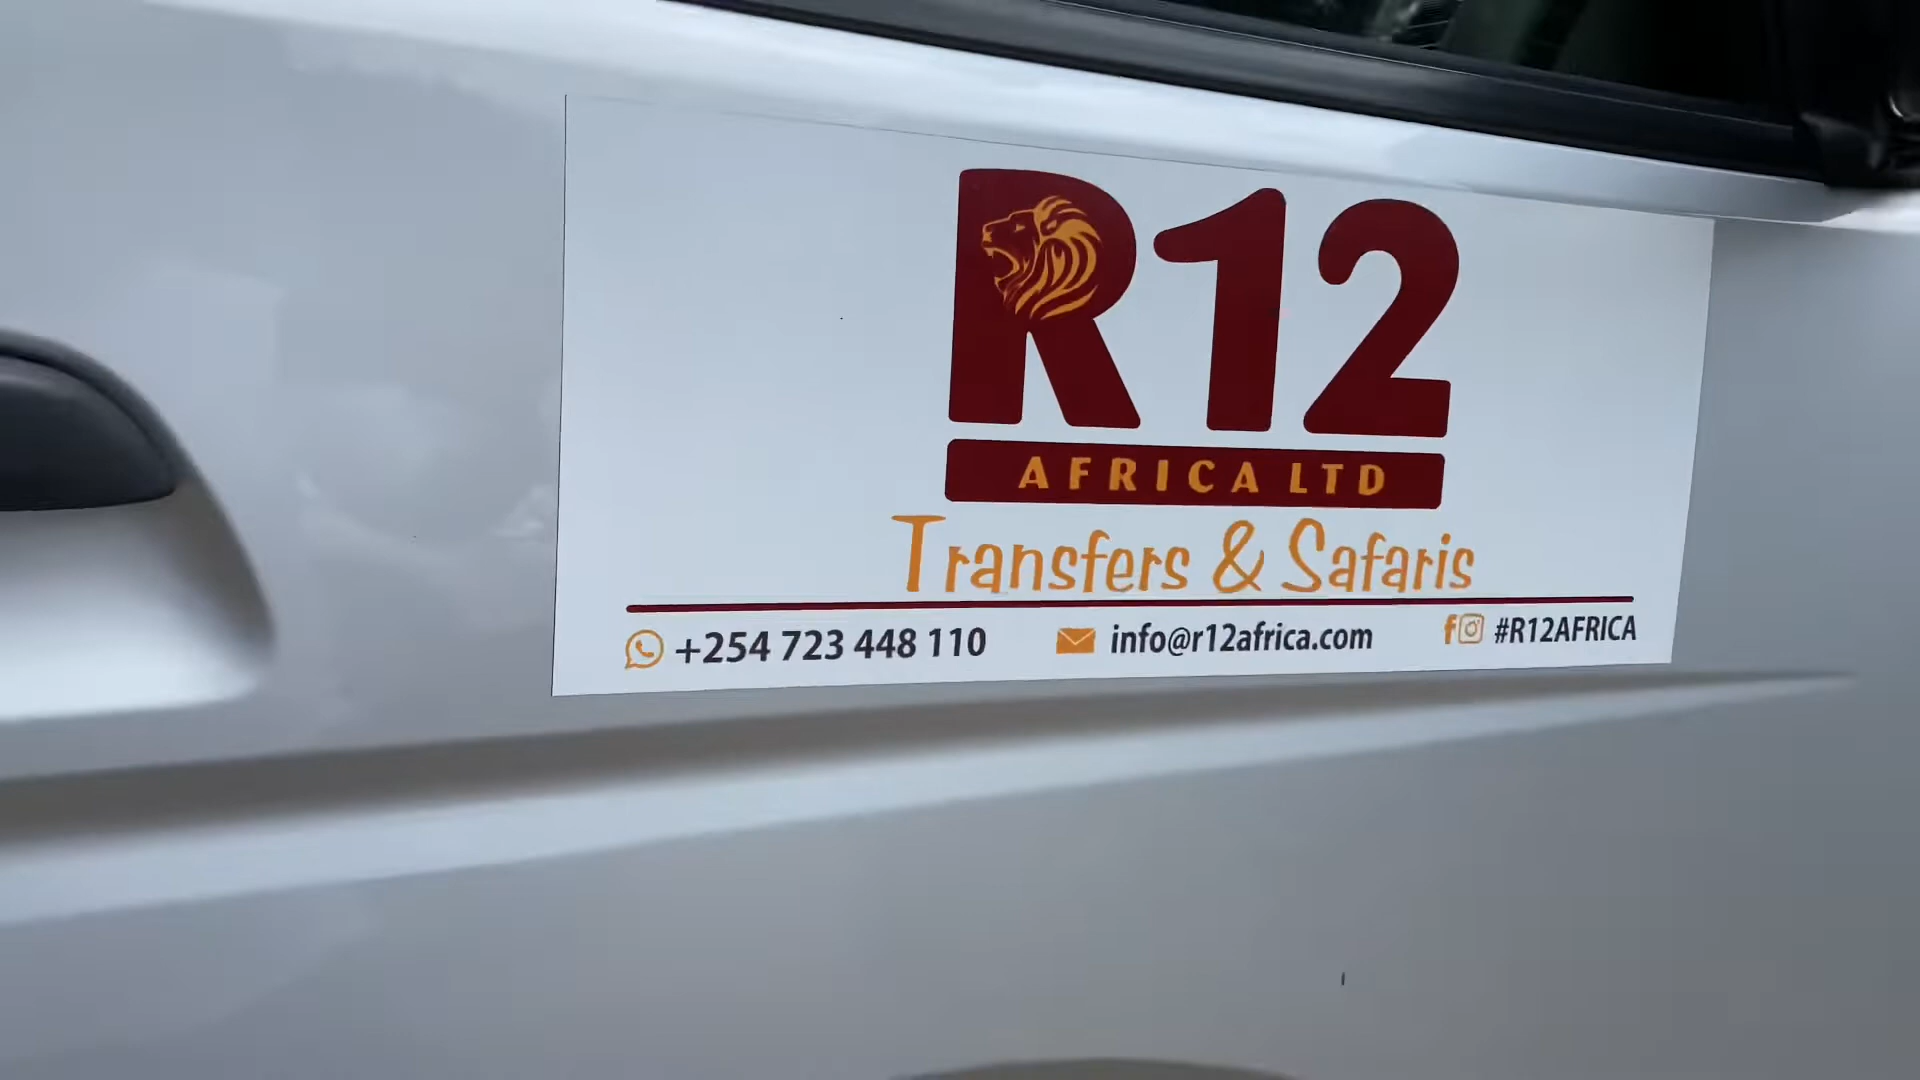 R12
AFRICA LTD
Transfers & Safaris
+254 723 448 110 info@r12africa.com #R12AFRICA